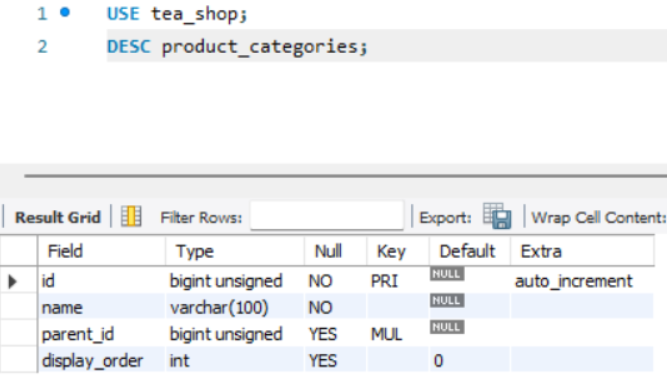 1 USE tea_shop;
2 DESC product_categories;
Result Grid Filter Rows: Export: Wrap Cell Content:
Field Type Null Key Default Extra
id bigint unsigned NO PRI NULL auto_increment
name varchar(100) NO NULL
parent_id bigint unsigned YES MUL NULL
display_order int YES 0